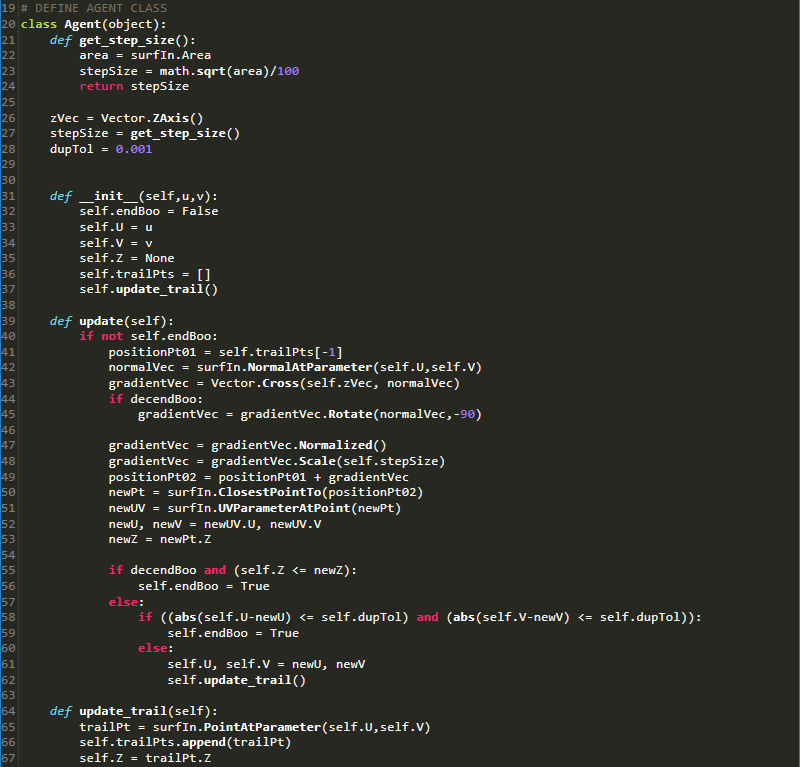 19 # DEFINE AGENT CLASS
20 class Agent(object):
21     def get_step_size():
22         area = surfIn.Area
23         stepSize = math.sqrt(area)/100
24         return stepSize
25
26     zVec = Vector.ZAxis()
27     stepSize = get_step_size()
28     dupTol = 0.001
29
30
31     def __init__(self,u,v):
32         self.endBoo = False
33         self.U = u
34         self.V = v
35         self.Z = None
36         self.trailPts = []
37         self.update_trail()
38
39     def update(self):
40         if not self.endBoo:
41             positionPt01 = self.trailPts[-1]
42             normalVec = surfIn.NormalAtParameter(self.U,self.V)
43             gradientVec = Vector.Cross(self.zVec, normalVec)
44             if decendBoo:
45                 gradientVec = gradientVec.Rotate(normalVec,-90)
46
47             gradientVec = gradientVec.Normalized()
48             gradientVec = gradientVec.Scale(self.stepSize)
49             positionPt02 = positionPt01 + gradientVec
50             newPt = surfIn.ClosestPointTo(positionPt02)
51             newUV = surfIn.UVParameterAtPoint(newPt)
52             newU, newV = newUV.U, newUV.V
53             newZ = newPt.Z
54
55             if decendBoo and (self.Z <= newZ):
56                 self.endBoo = True
57             else:
58                 if ((abs(self.U-newU) <= self.dupTol) and (abs(self.V-newV) <= self.dupTol)):
59                     self.endBoo = True
60                 else:
61                     self.U, self.V = newU, newV
62                     self.update_trail()
63
64     def update_trail(self):
65         trailPt = surfIn.PointAtParameter(self.U,self.V)
66         self.trailPts.append(trailPt)
67         self.Z = trailPt.Z